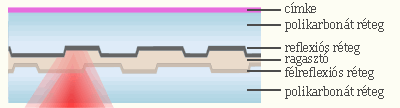 címke
polikarbonát réteg
reflexiós réteg
ragasztó
félreflexiós réteg
polikarbonát réteg